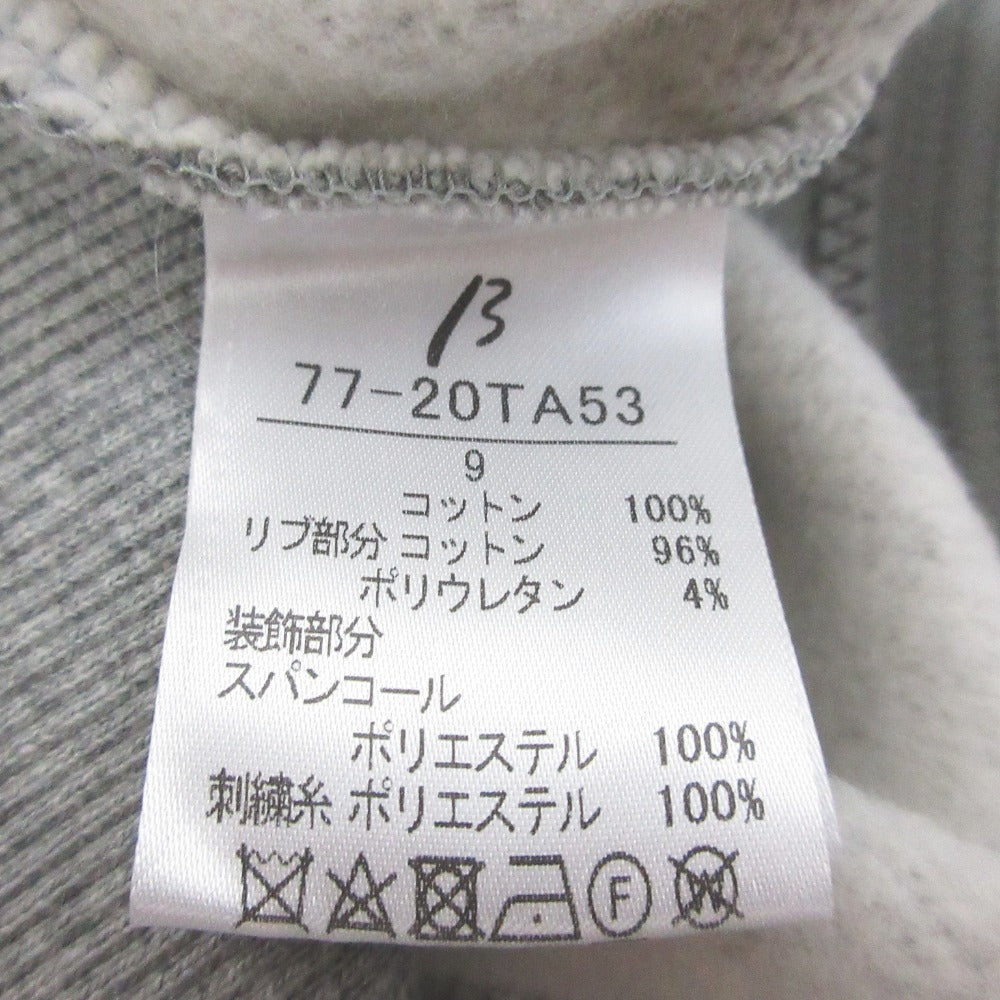 13
77-20TA53
9
コットン 100%
リブ部分 コットン 96%
ポリウレタン 4%
装飾部分
スパンコール
ポリエステル 100%
刺繍糸 ポリエステル 100%
F W